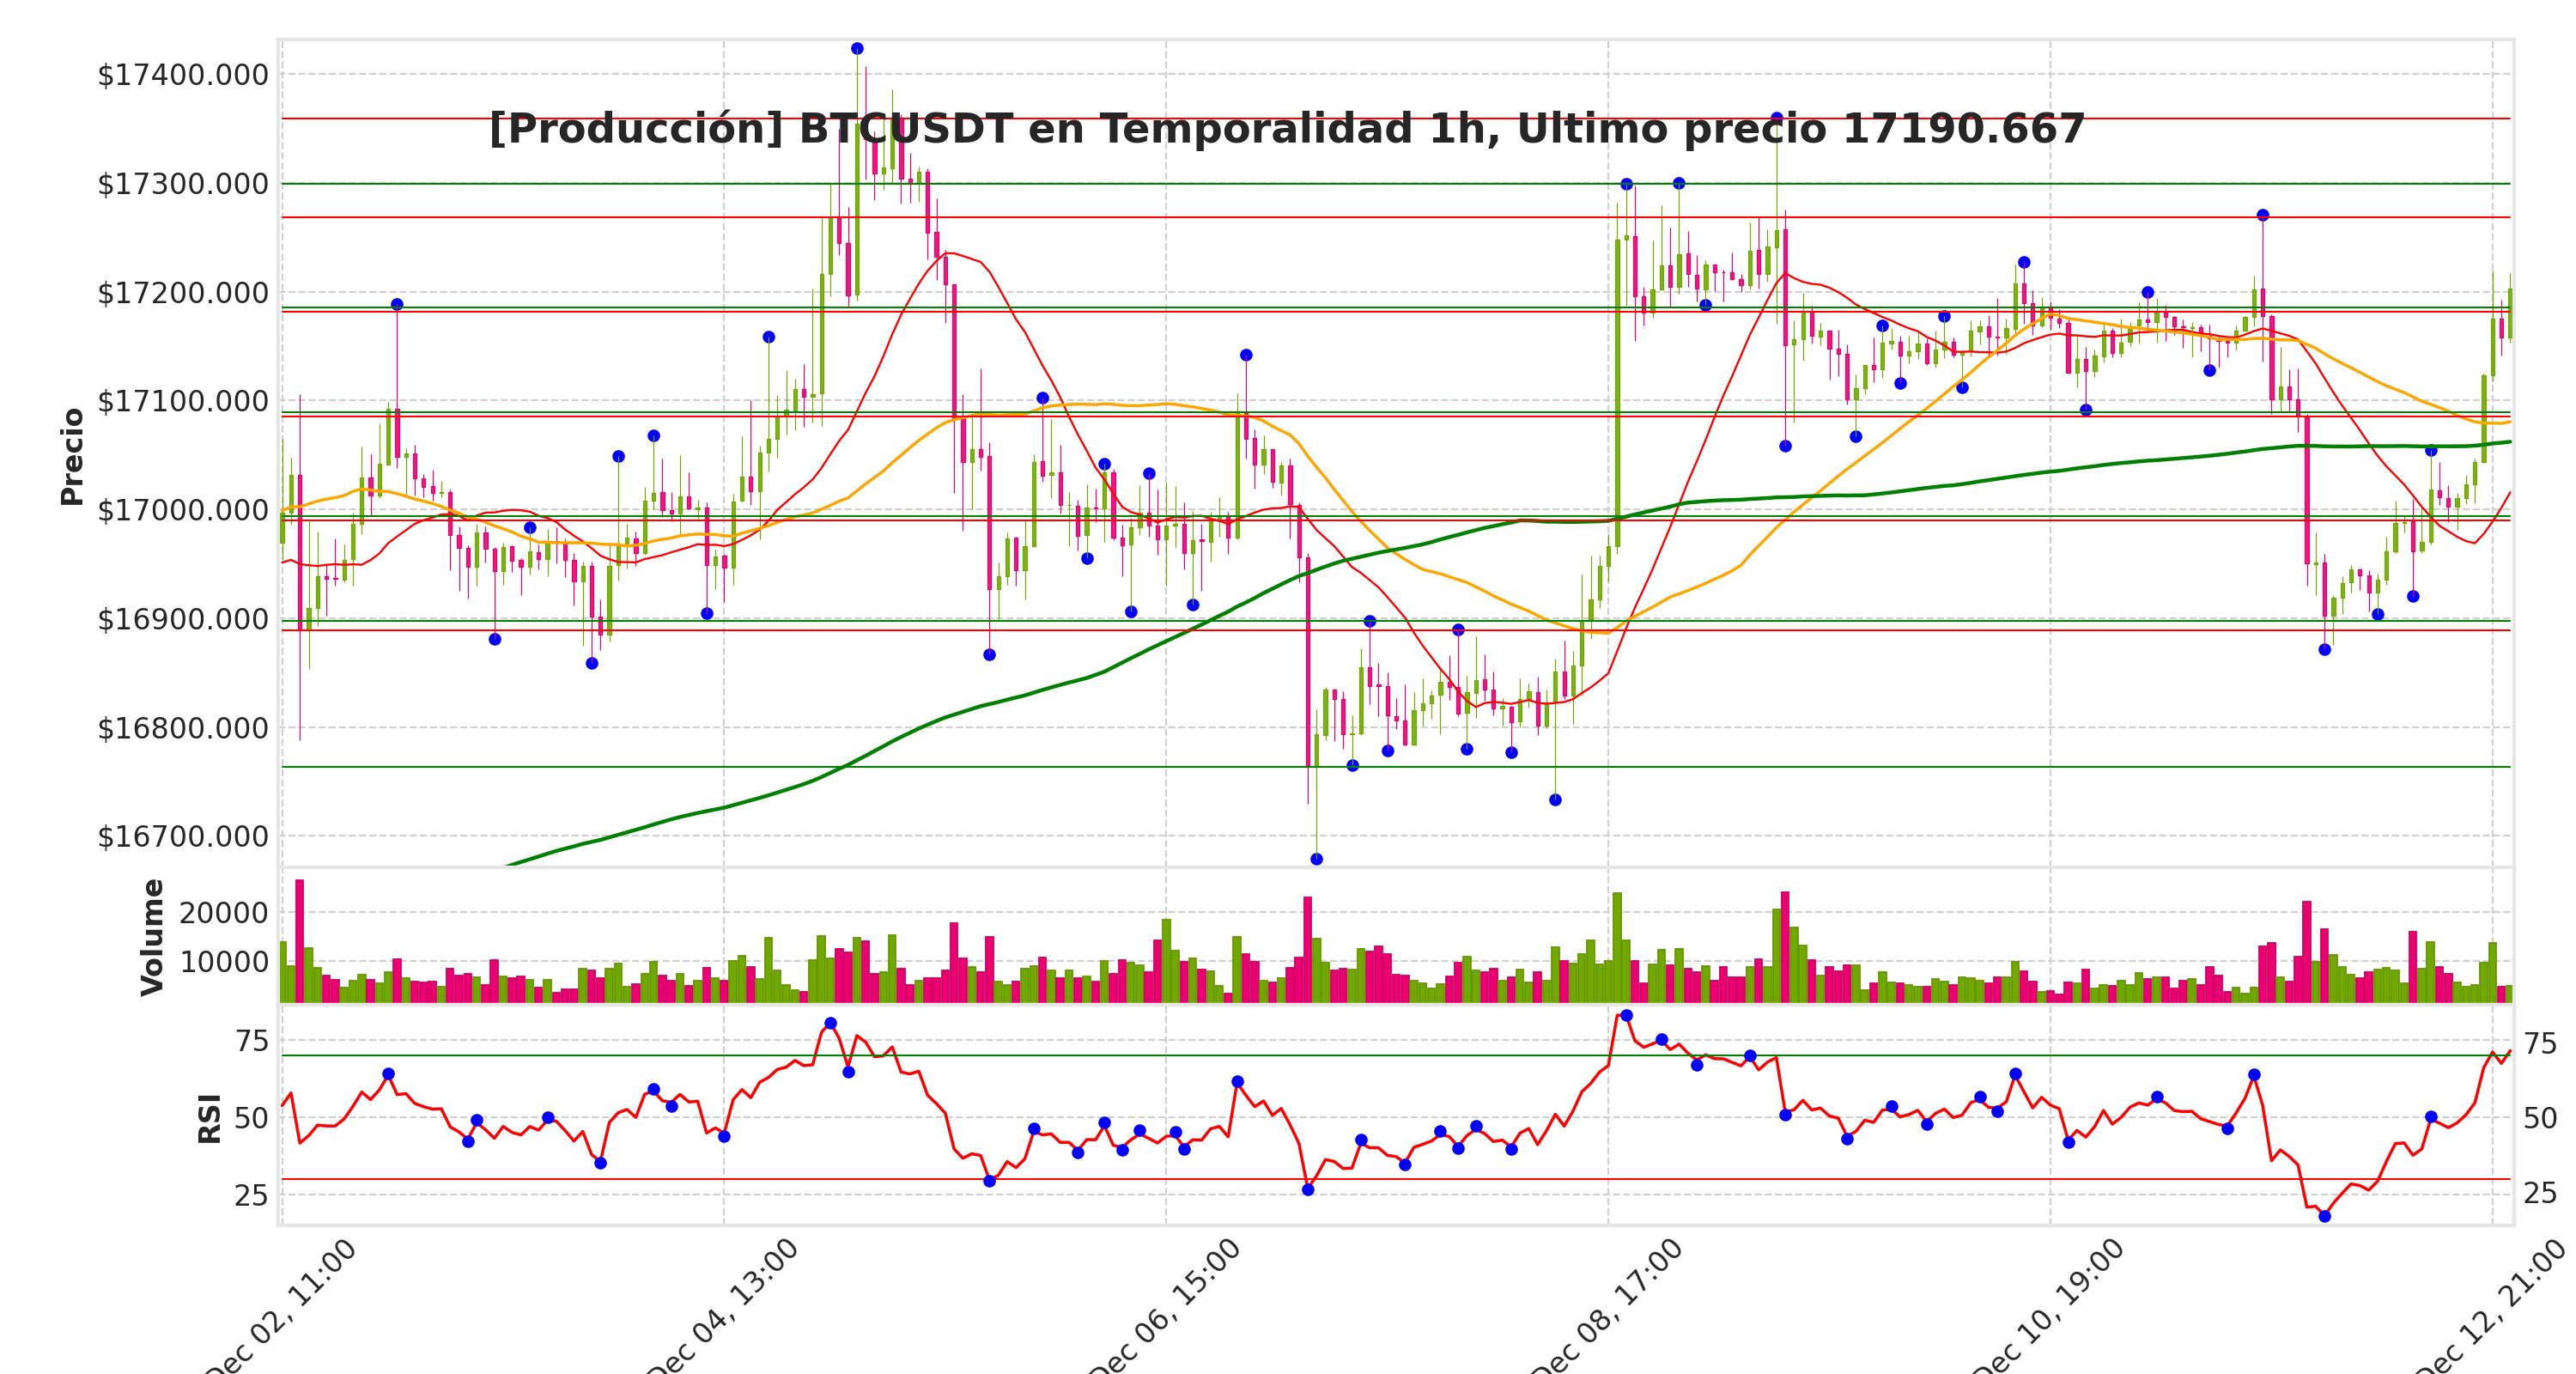 [Producción] BTCUSDT en Temporalidad 1h, Ultimo precio 17190.667
Precio
$17400.000
$17300.000
$17200.000
$17100.000
$17000.000
$16900.000
$16800.000
$16700.000
Volume
20000
10000
RSI
75
50
25
75
50
25
Dec 02, 11:00
Dec 04, 13:00
Dec 06, 15:00
Dec 08, 17:00
Dec 10, 19:00
Dec 12, 21:00